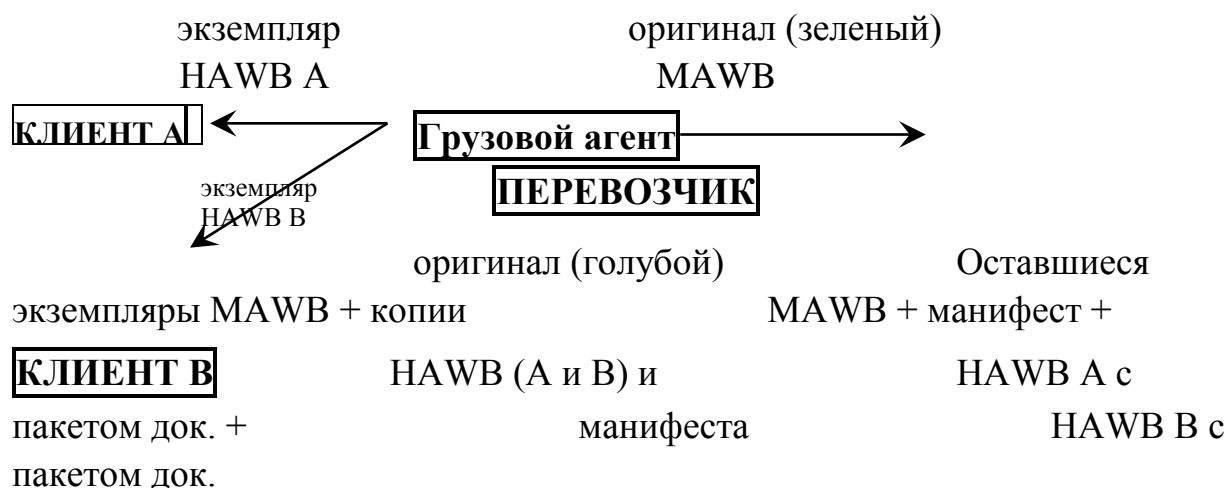 экземпляр оригинал (зеленый)
HAWB A MAWB
КЛИЕНТ А Грузовой агент
экземпляр ПЕРЕВОЗЧИК
HAWB B
оригинал (голубой) Оставшиеся
экземпляры MAWB + копии MAWB + манифест +
КЛИЕНТ В HAWB (А и В) и HAWB А с
пакетом док. + манифеста HAWB В с
пакетом док.